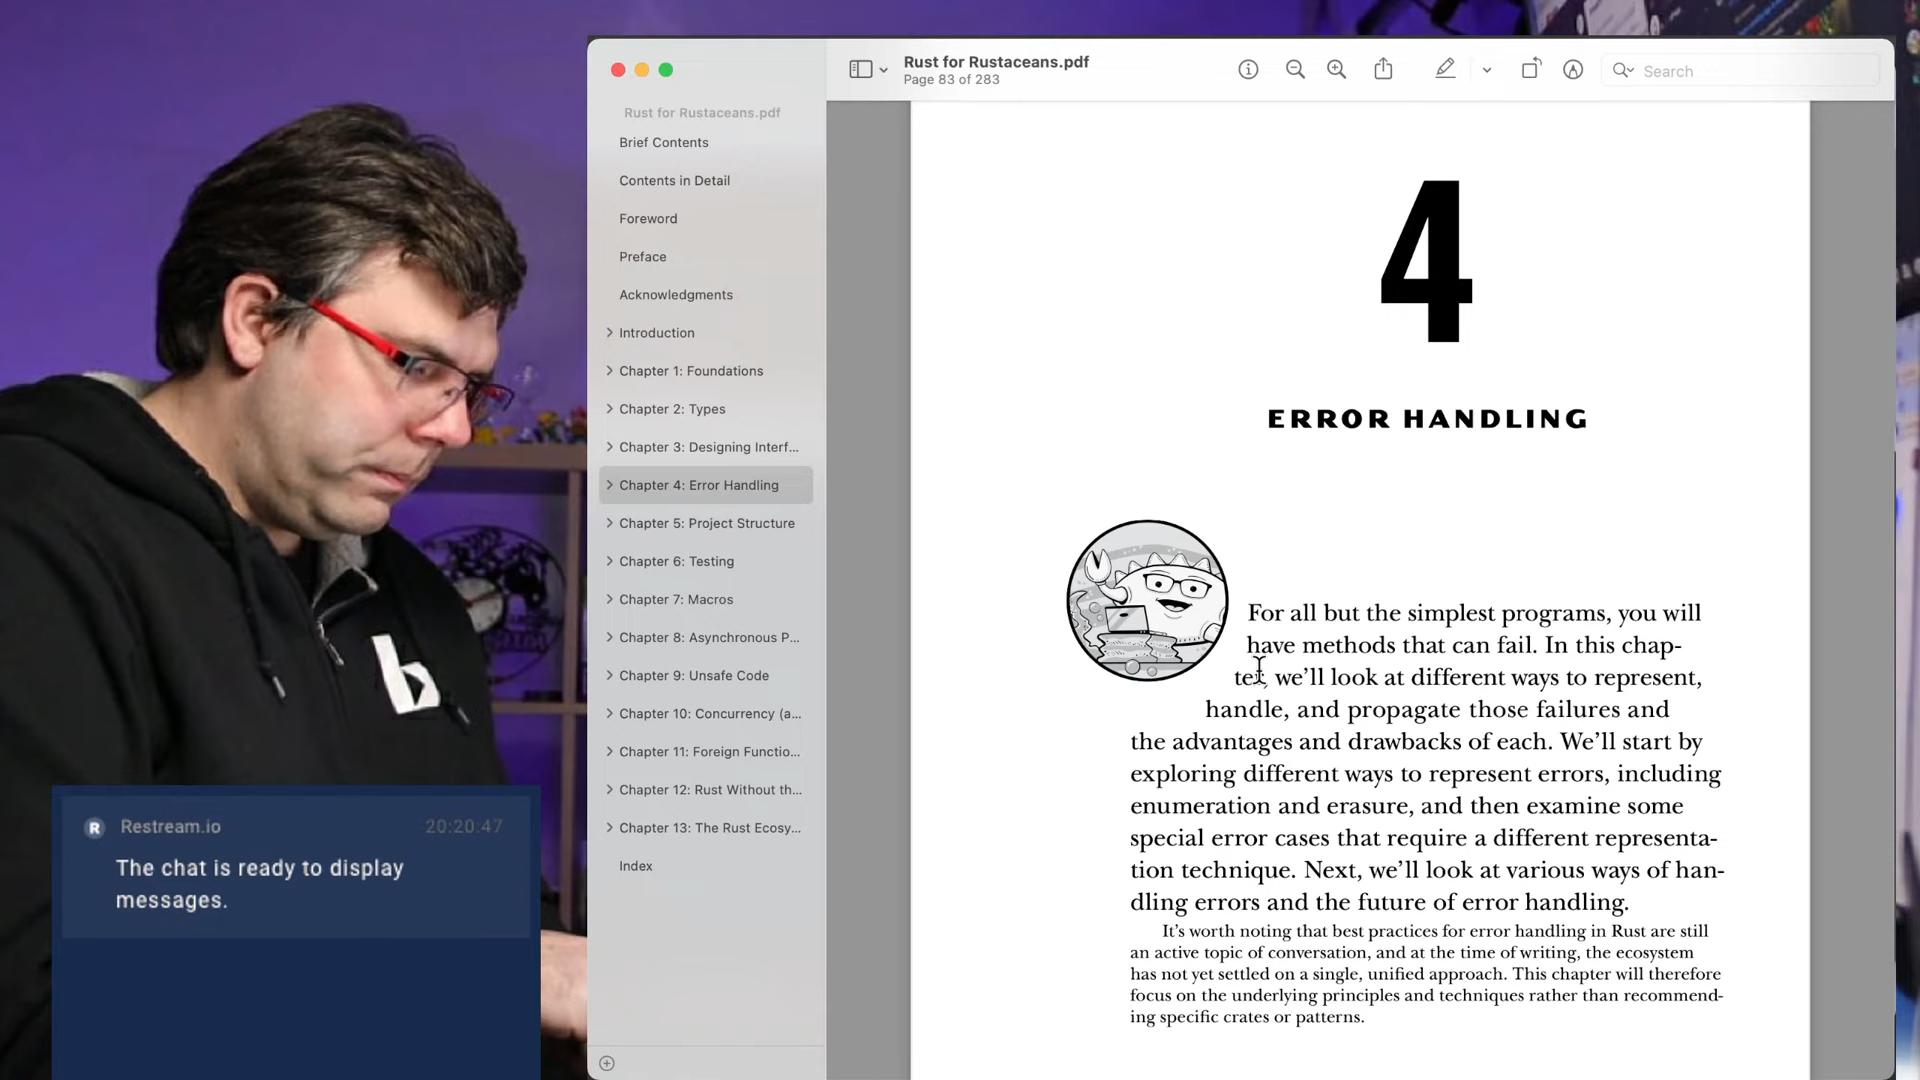 Rust for Rustaceans.pdf
Page 83 of 283
Search
Rust for Rustaceans.pdf
Brief Contents
Contents in Detail
Foreword
Preface
Acknowledgments
Introduction
Chapter 1: Foundations
Chapter 2: Types
Chapter 3: Designing Interf...
Chapter 4: Error Handling
Chapter 5: Project Structure
Chapter 6: Testing
Chapter 7: Macros
Chapter 8: Asynchronous P...
Chapter 9: Unsafe Code
Chapter 10: Concurrency (a...
Chapter 11: Foreign Functio...
Chapter 12: Rust Without th...
Chapter 13: The Rust Ecosy...
Index
4
ERROR HANDLING
For all but the simplest programs, you will
have methods that can fail. In this chap-
ter, we’ll look at different ways to represent,
handle, and propagate those failures and
the advantages and drawbacks of each. We’ll start by
exploring different ways to represent errors, including
enumeration and erasure, and then examine some
special error cases that require a different representa-
tion technique. Next, we’ll look at various ways of han-
dling errors and the future of error handling.
It’s worth noting that best practices for error handling in Rust are still
an active topic of conversation, and at the time of writing, the ecosystem
has not yet settled on a single, unified approach. This chapter will therefore
focus on the underlying principles and techniques rather than recommend-
ing specific crates or patterns.
b
R Restream.io 20:20:47
The chat is ready to display
messages.